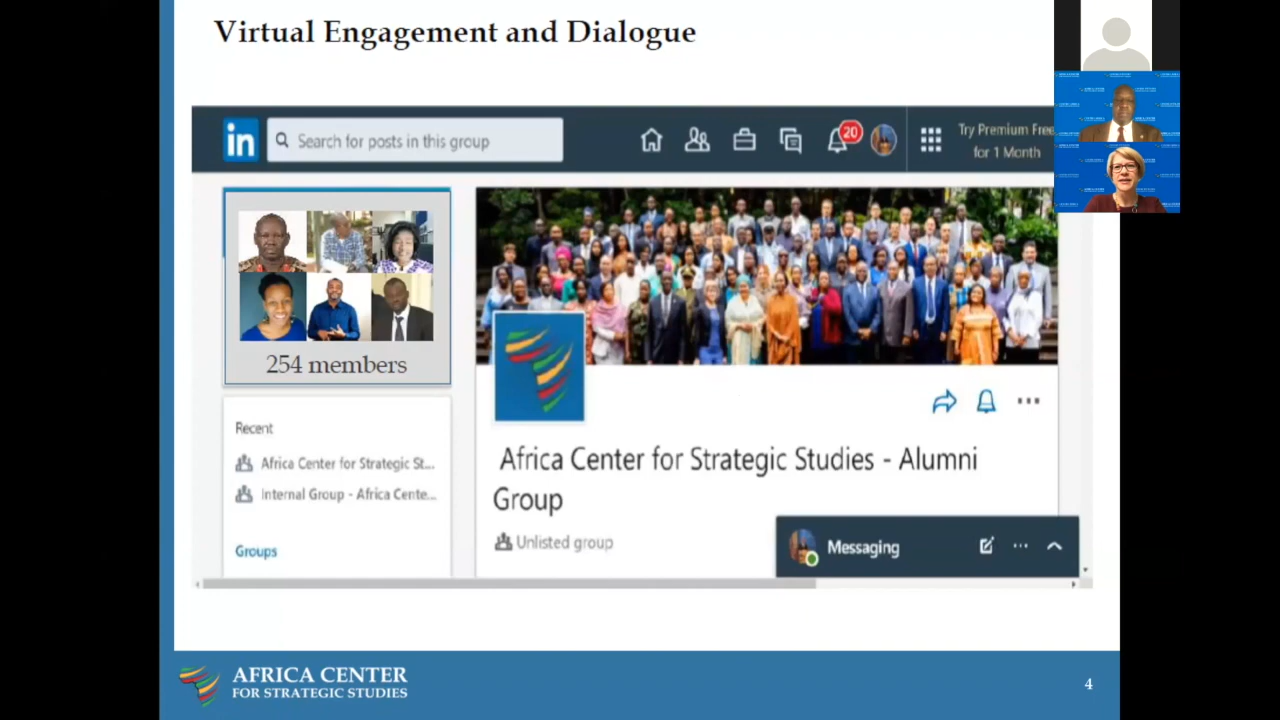 Virtual Engagement and Dialogue
in
Search for posts in this group
20
Try Premium Free
for 1 Month
254 members
Recent
Africa Center for Strategic St...
Internal Group - Africa Cente...
Groups
Africa Center for Strategic Studies - Alumni
Group
Unlisted group
Messaging
AFRICA CENTER
FOR STRATEGIC STUDIES
4